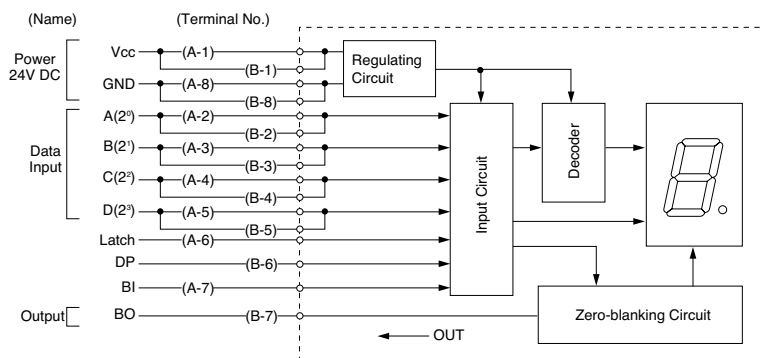 (Name) (Terminal No.)
Power
24V DC
Vcc (A-1)
(B-1)
GND (A-8)
(B-8)
Regulating
Circuit
Data
Input
A(2⁰) (A-2)
(B-2)
B(2¹) (A-3)
(B-3)
C(2²) (A-4)
(B-4)
D(2³) (A-5)
(B-5)
Latch (A-6)
DP (B-6)
BI (A-7)
Input Circuit
Decoder
Output BO (B-7)
OUT
Zero-blanking Circuit